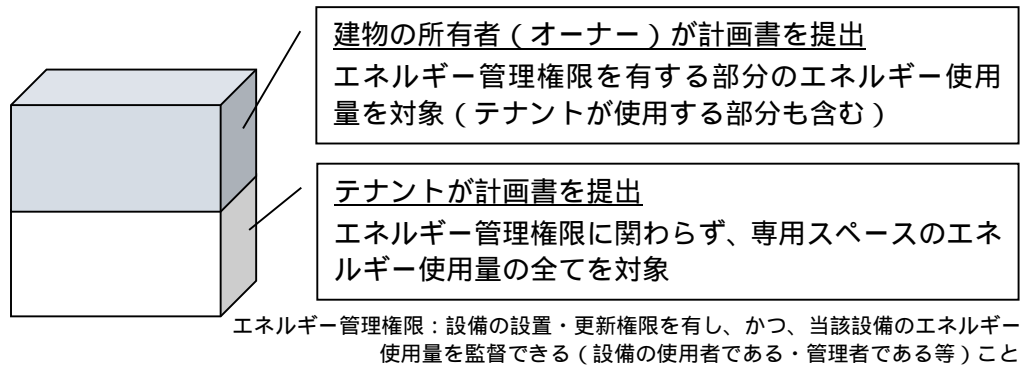 建物の所有者（オーナー）が計画書を提出
エネルギー管理権限を有する部分のエネルギー使用
量を対象（テナントが使用する部分も含む）
テナントが計画書を提出
エネルギー管理権限に関わらず、専用スペースのエネ
ルギー使用量の全てを対象
エネルギー管理権限：設備の設置・更新権限を有し、かつ、当該設備のエネルギー
使用量を監督できる（設備の使用者である・管理者である等）こと